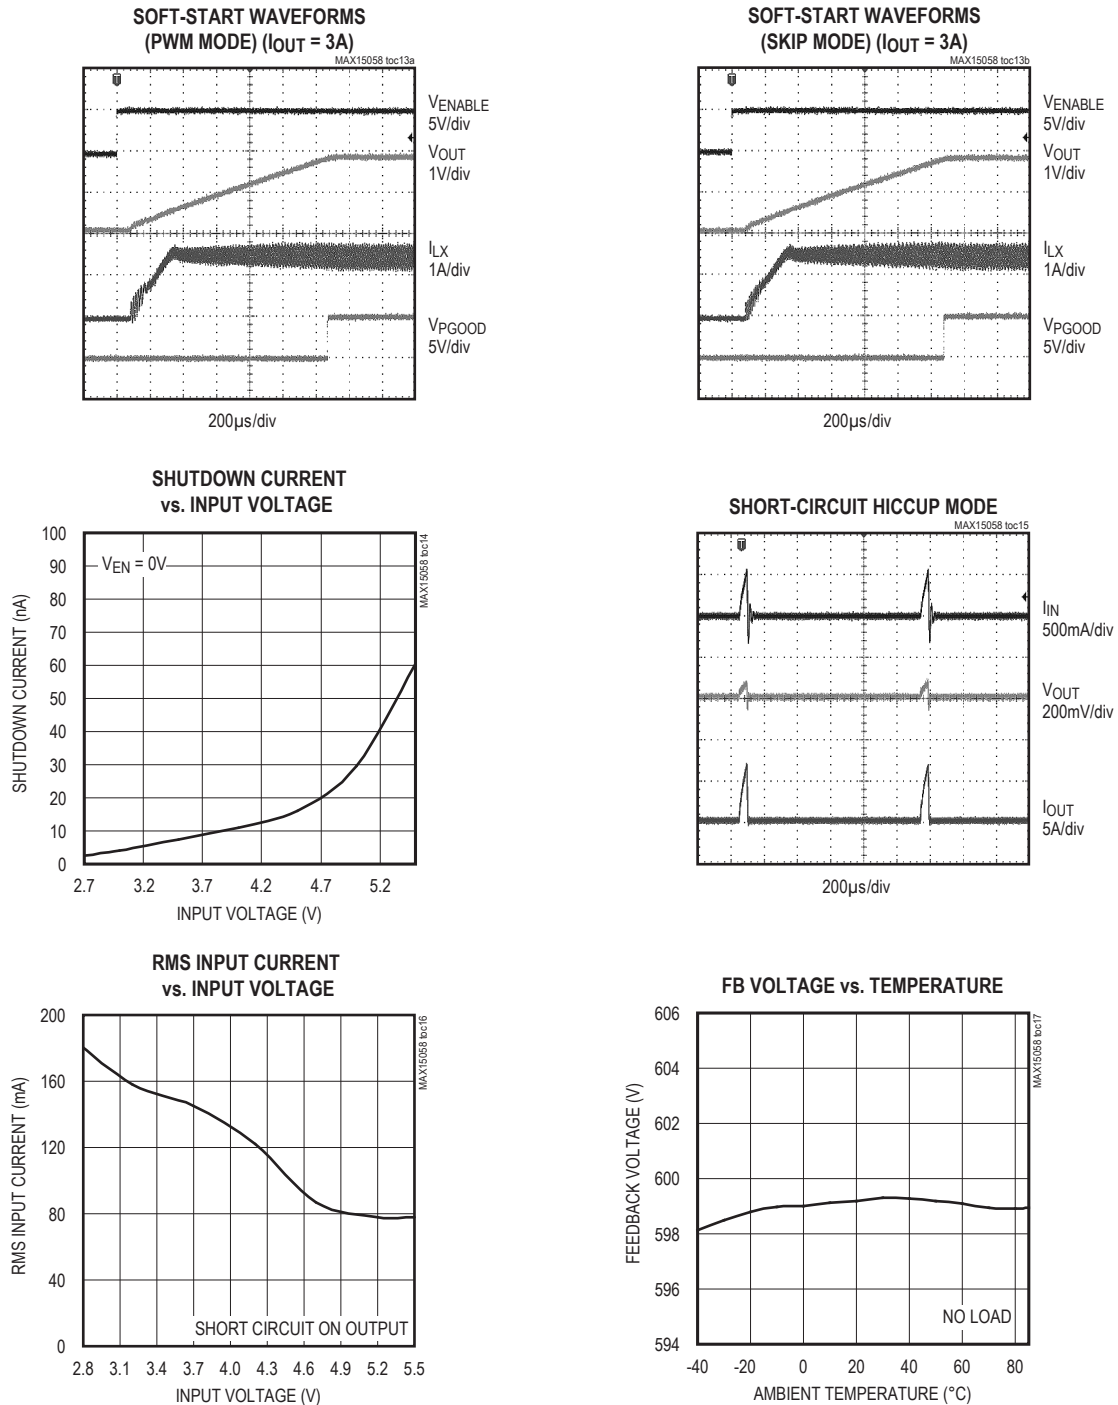 SOFT-START WAVEFORMS
(PWM MODE) (IOUT = 3A)
MAX15058 toc13a
VENABLE
5V/div
VOUT
1V/div
ILX
1A/div
VPGOOD
5V/div
200µs/div
SOFT-START WAVEFORMS
(SKIP MODE) (IOUT = 3A)
MAX15058 toc13b
VENABLE
5V/div
VOUT
1V/div
ILX
1A/div
VPGOOD
5V/div
200µs/div
SHUTDOWN CURRENT
vs. INPUT VOLTAGE
MAX15058 toc14
SHUTDOWN CURRENT (nA)
100
90
80
70
60
50
40
30
20
10
0
VEN = 0V
2.7 3.2 3.7 4.2 4.7 5.2
INPUT VOLTAGE (V)
SHORT-CIRCUIT HICCUP MODE
MAX15058 toc15
IIN
500mA/div
VOUT
200mV/div
IOUT
5A/div
200µs/div
RMS INPUT CURRENT
vs. INPUT VOLTAGE
MAX15058 toc16
RMS INPUT CURRENT (mA)
200
160
120
80
40
0
SHORT CIRCUIT ON OUTPUT
2.8 3.1 3.4 3.7 4.0 4.3 4.6 4.9 5.2 5.5
INPUT VOLTAGE (V)
FB VOLTAGE vs. TEMPERATURE
MAX15058 toc17
FEEDBACK VOLTAGE (V)
606
604
602
600
598
596
594
NO LOAD
-40 -20 0 20 40 60 80
AMBIENT TEMPERATURE (°C)